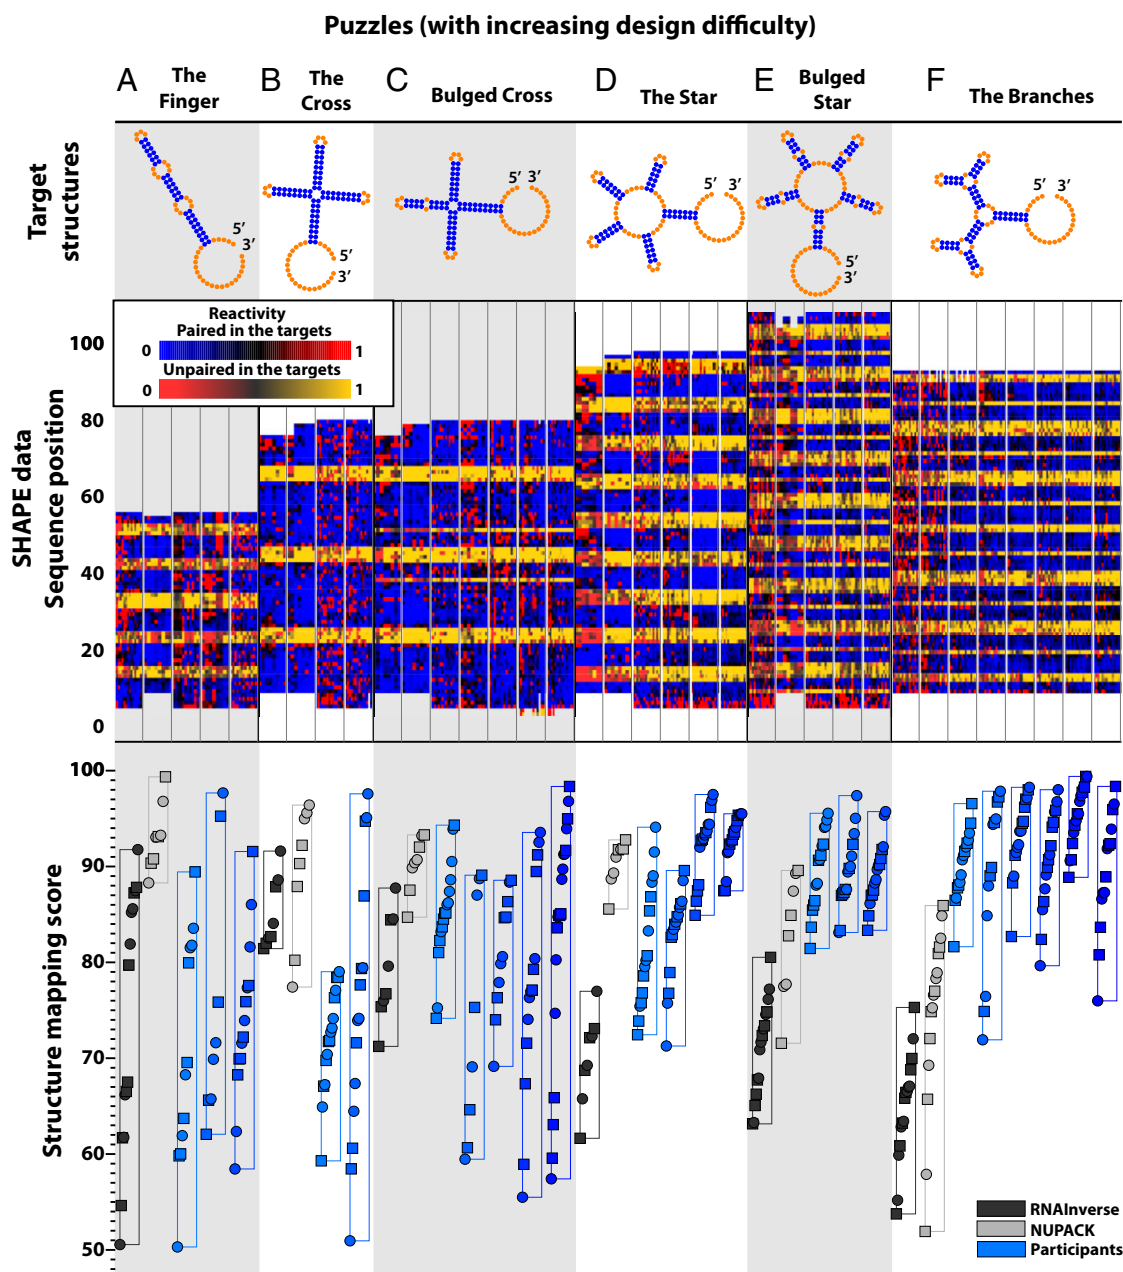 Puzzles (with increasing design difficulty)
A The Finger
B The Cross
C Bulged Cross
D The Star
E Bulged Star
F The Branches
Target structures
5′ 3′
5′ 3′
5′ 3′
5′ 3′
5′ 3′
5′ 3′
Reactivity
Paired in the targets
0 1
Unpaired in the targets
0 1
SHAPE data
Sequence position
100
80
60
40
20
0
Structure mapping score
100
90
80
70
60
50
RNAInverse
NUPACK
Participants